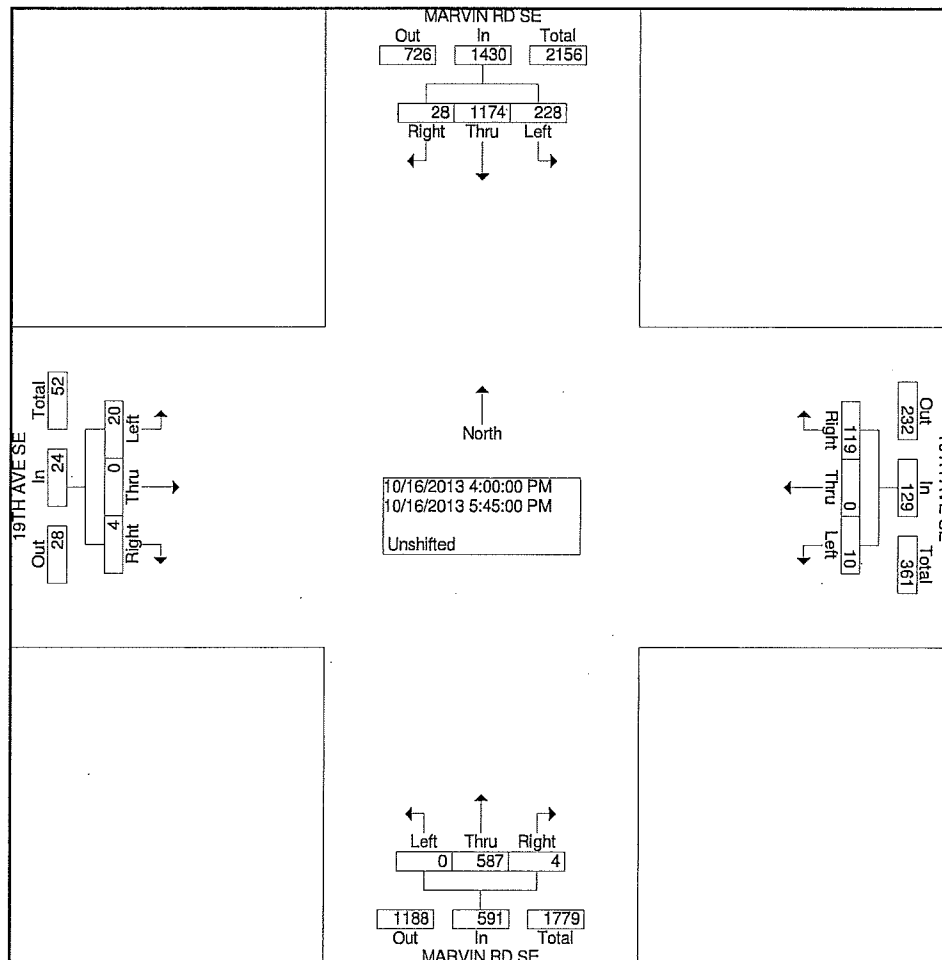 MARVIN RD SE
Out In Total
726 1430 2156
28 1174 228
Right Thru Left
Total In Out
52 24 28
19TH AVE SE
20 0 4
Left Thru Right
North
10/16/2013 4:00:00 PM
10/16/2013 5:45:00 PM
Unshifted
Right Thru Left
119 0 10
Out In Total
232 129 361
AVE SE
Left Thru Right
0 587 4
1188 591 1779
Out In Total
MARVIN RD SE